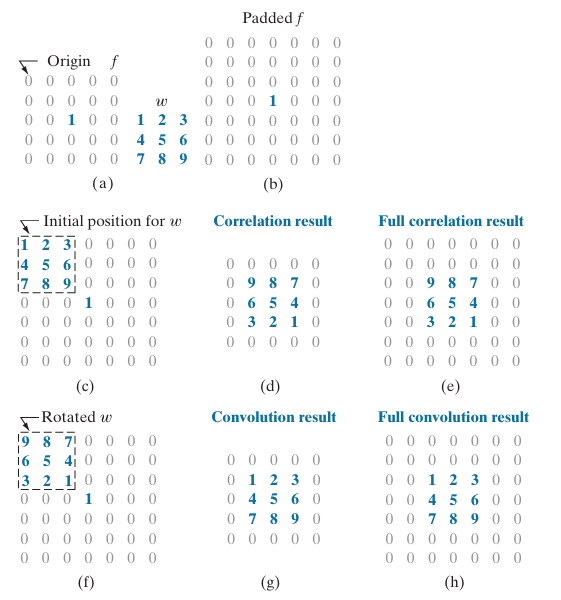 Origin f
0 0 0 0 0
0 0 0 0 0
0 0 1 0 0
0 0 0 0 0
0 0 0 0 0
w
1 2 3
4 5 6
7 8 9
(a)
Padded f
0 0 0 0 0 0 0
0 0 0 0 0 0 0
0 0 0 0 0 0 0
0 0 0 1 0 0 0
0 0 0 0 0 0 0
0 0 0 0 0 0 0
0 0 0 0 0 0 0
(b)
Initial position for w
1 2 3 0 0 0 0
4 5 6 0 0 0 0
7 8 9 0 0 0 0
0 0 0 1 0 0 0
0 0 0 0 0 0 0
0 0 0 0 0 0 0
0 0 0 0 0 0 0
(c)
Correlation result
0 0 0 0 0
0 9 8 7 0
0 6 5 4 0
0 3 2 1 0
0 0 0 0 0
(d)
Full correlation result
0 0 0 0 0 0 0
0 0 0 0 0 0 0
0 0 9 8 7 0 0
0 0 6 5 4 0 0
0 0 3 2 1 0 0
0 0 0 0 0 0 0
0 0 0 0 0 0 0
(e)
Rotated w
9 8 7 0 0 0 0
6 5 4 0 0 0 0
3 2 1 0 0 0 0
0 0 0 1 0 0 0
0 0 0 0 0 0 0
0 0 0 0 0 0 0
0 0 0 0 0 0 0
(f)
Convolution result
0 0 0 0 0
0 1 2 3 0
0 4 5 6 0
0 7 8 9 0
0 0 0 0 0
(g)
Full convolution result
0 0 0 0 0 0 0
0 0 0 0 0 0 0
0 0 1 2 3 0 0
0 0 4 5 6 0 0
0 0 7 8 9 0 0
0 0 0 0 0 0 0
0 0 0 0 0 0 0
(h)